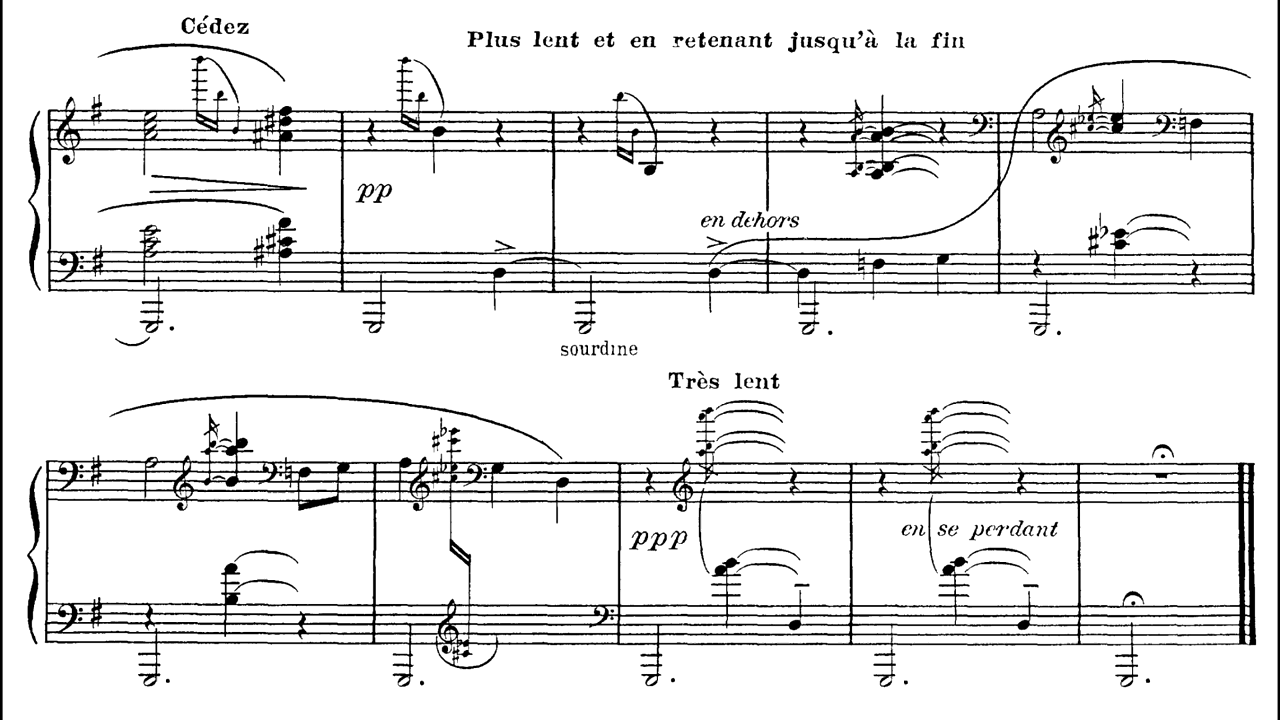 Cédez
Plus lent et en retenant jusqu'à la fin
pp
en dehors
sourdine
Très lent
ppp
en se perdant